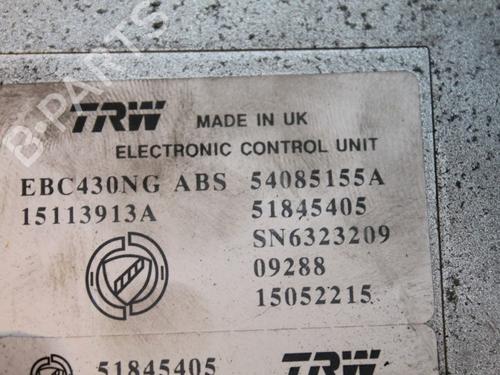 B-PARTS
TRW MADE IN UK
ELECTRONIC CONTROL UNIT
EBC430NG ABS 54085155A
15113913A 51845405
SN6323209
09288
15052215
51845405 TRW